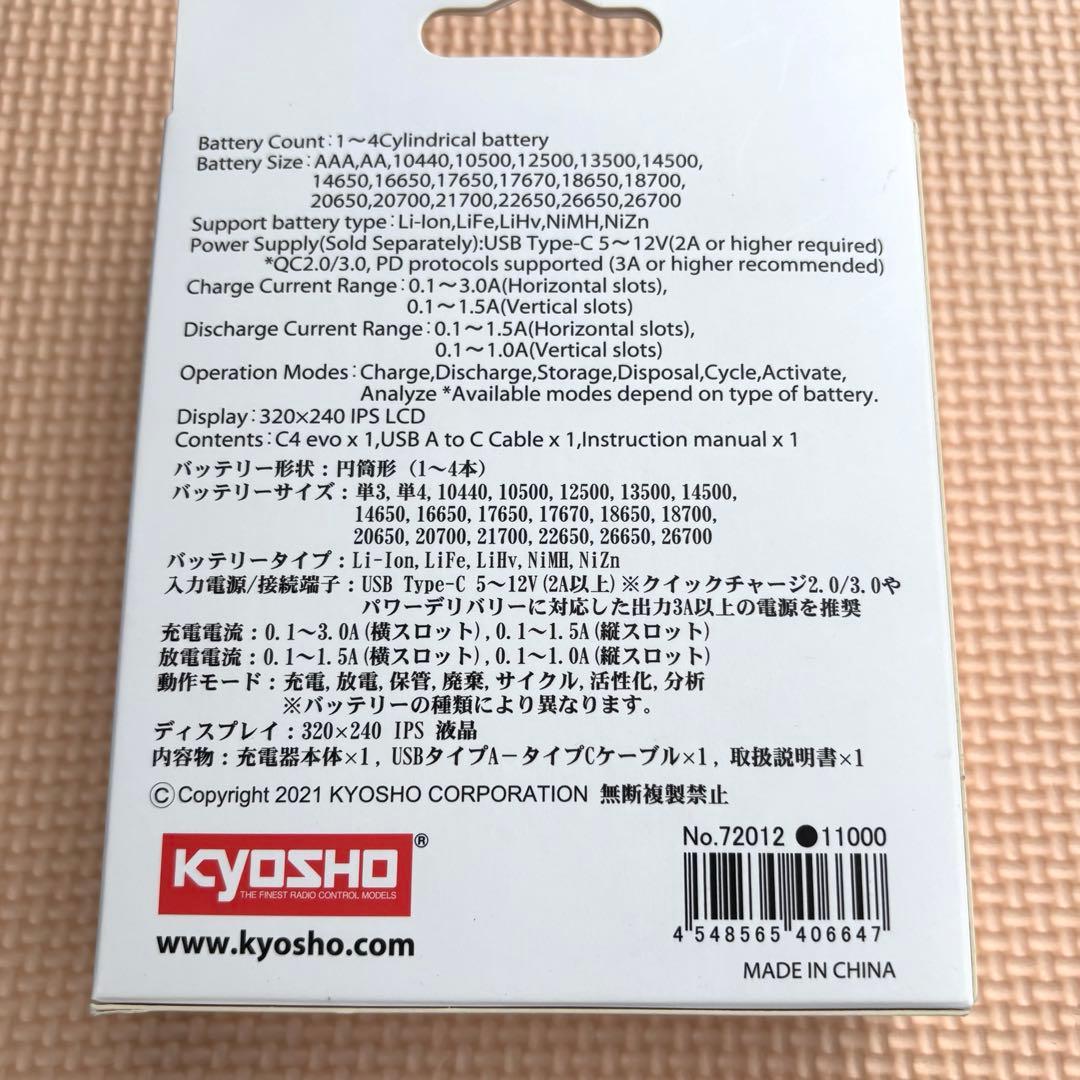 Battery Count:1～4Cylindrical battery
Battery Size:AAA,AA,10440,10500,12500,13500,14500,
14650,16650,17650,17670,18650,18700,
20650,20700,21700,22650,26650,26700
Support battery type:Li-Ion,LiFe,LiHv,NiMH,NiZn
Power Supply(Sold Separately):USB Type-C 5～12V(2A or higher required)
*QC2.0/3.0, PD protocols supported (3A or higher recommended)
Charge Current Range:0.1～3.0A(Horizontal slots),
0.1～1.5A(Vertical slots)
Discharge Current Range:0.1～1.5A(Horizontal slots),
0.1～1.0A(Vertical slots)
Operation Modes:Charge,Discharge,Storage,Disposal,Cycle,Activate,
Analyze *Available modes depend on type of battery.
Display:320×240 IPS LCD
Contents:C4 evo x 1,USB A to C Cable x 1,Instruction manual x 1
バッテリー形状：円筒形（1～4本）
バッテリーサイズ：単3,単4,10440,10500,12500,13500,14500,
14650,16650,17650,17670,18650,18700,
20650,20700,21700,22650,26650,26700
バッテリータイプ：Li-Ion,LiFe,LiHv,NiMH,NiZn
入力電源/接続端子：USB Type-C 5～12V(2A以上)※クイックチャージ2.0/3.0や
パワーデリバリーに対応した出力3A以上の電源を推奨
充電電流：0.1～3.0A(横スロット),0.1～1.5A(縦スロット)
放電電流：0.1～1.5A(横スロット),0.1～1.0A(縦スロット)
動作モード：充電,放電,保管,廃棄,サイクル,活性化,分析
※バッテリーの種類により異なります。
ディスプレイ：320×240 IPS 液晶
内容物：充電器本体×1, USBタイプA－タイプCケーブル×1, 取扱説明書×1
©Copyright 2021 KYOSHO CORPORATION 無断複製禁止
KYOSHO®
THE FINEST RADIO CONTROL MODELS
www.kyosho.com
No.72012 ●11000
4 548565 406647
MADE IN CHINA